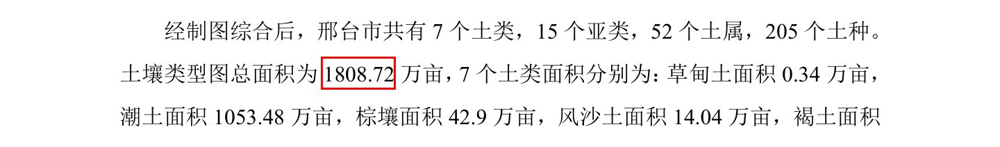 经制图综合后，邢台市共有 7 个土类，15 个亚类，52 个土属，205 个土种。
土壤类型图总面积为 1808.72 万亩，7 个土类面积分别为：草甸土面积 0.34 万亩，
潮土面积 1053.48 万亩，棕壤面积 42.9 万亩，风沙土面积 14.04 万亩，褐土面积